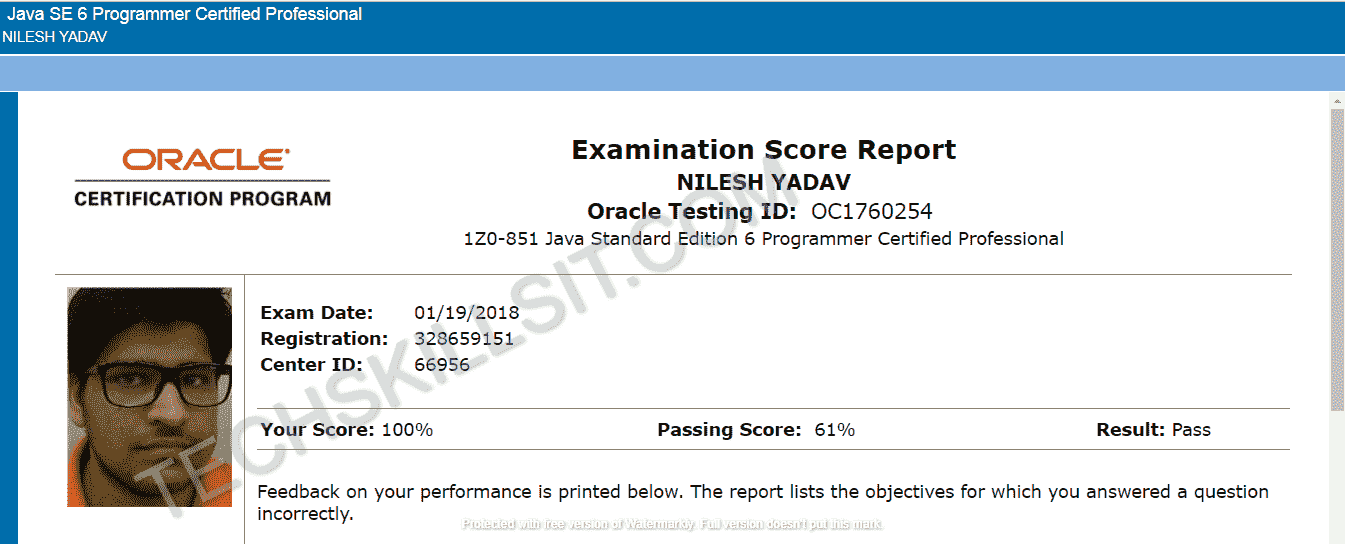 Java SE 6 Programmer Certified Professional
NILESH YADAV
ORACLE
CERTIFICATION PROGRAM
Examination Score Report
NILESH YADAV
Oracle Testing ID: OC1760254
1Z0-851 Java Standard Edition 6 Programmer Certified Professional
Exam Date: 01/19/2018
Registration: 328659151
Center ID: 66956
Your Score: 100% Passing Score: 61% Result: Pass
Feedback on your performance is printed below. The report lists the objectives for which you answered a question
incorrectly.
TECHSKILLSIT.COM
Protected with free version of Watermarkly. Full version doesn't put this mark.